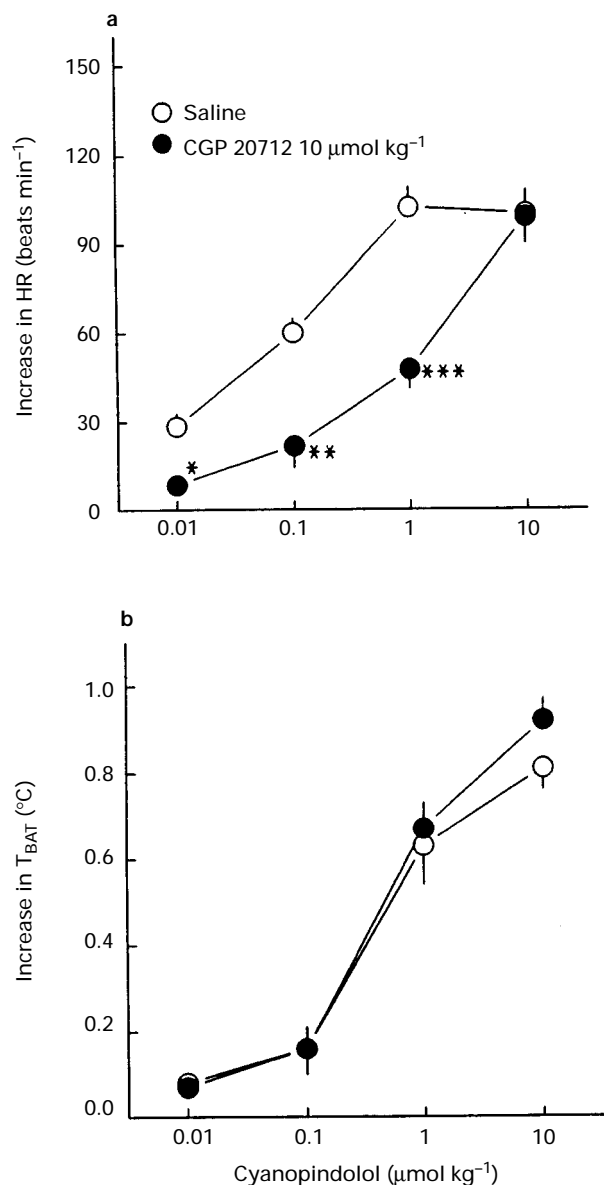 a
150
120
90
60
30
0
Increase in HR (beats min⁻¹)
Saline
CGP 20712 10 μmol kg⁻¹
*
**
***
0.01 0.1 1 10
b
1.0
0.8
0.6
0.4
0.2
0.0
Increase in T_BAT (°C)
0.01 0.1 1 10
Cyanopindolol (μmol kg⁻¹)